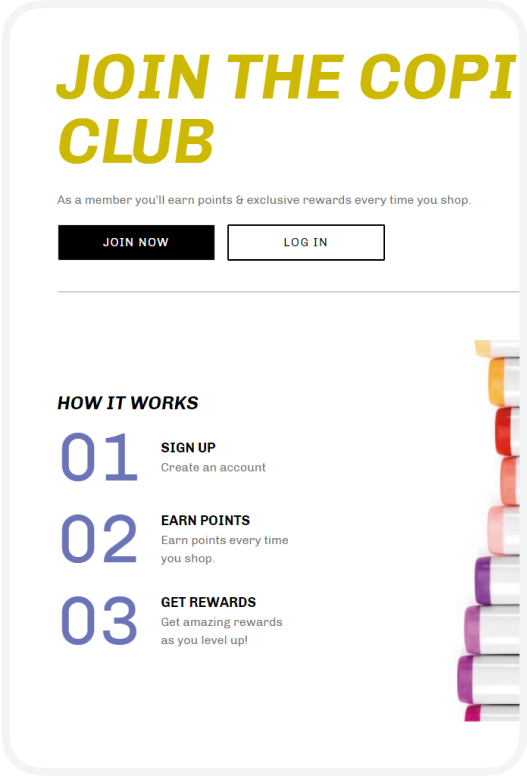 JOIN THE COPI
CLUB
As a member you'll earn points & exclusive rewards every time you shop.
JOIN NOW
LOG IN
HOW IT WORKS
01
SIGN UP
Create an account
02
EARN POINTS
Earn points every time
you shop.
03
GET REWARDS
Get amazing rewards
as you level up!